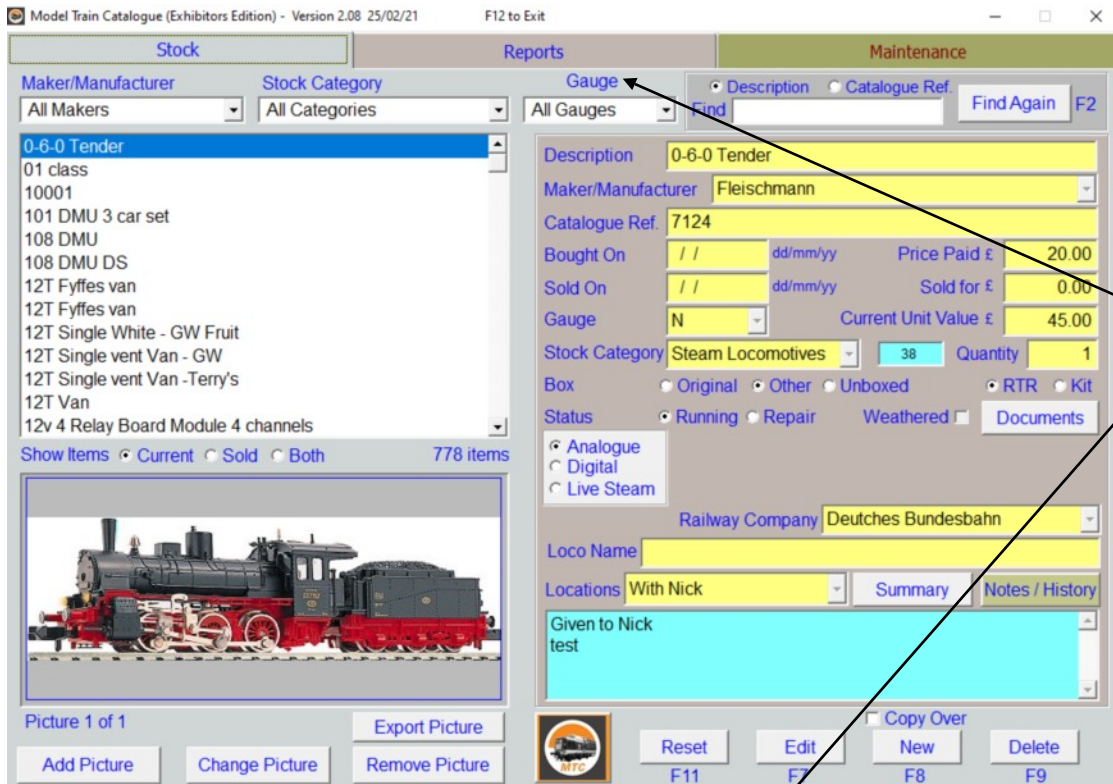 Model Train Catalogue (Exhibitors Edition) - Version 2.08 25/02/21 F12 to Exit
Stock Reports Maintenance
Maker/Manufacturer Stock Category Gauge
All Makers All Categories All Gauges
Description Catalogue Ref.
Find Find Again F2
0-6-0 Tender
01 class
10001
101 DMU 3 car set
108 DMU
108 DMU DS
12T Fyffes van
12T Fyffes van
12T Single White - GW Fruit
12T Single vent Van - GW
12T Single vent Van -Terry's
12T Van
12v 4 Relay Board Module 4 channels
Show Items Current Sold Both 778 items
Picture 1 of 1
Export Picture
Add Picture Change Picture Remove Picture
Description 0-6-0 Tender
Maker/Manufacturer Fleischmann
Catalogue Ref. 7124
Bought On / / dd/mm/yy Price Paid £ 20.00
Sold On / / dd/mm/yy Sold for £ 0.00
Gauge N Current Unit Value £ 45.00
Stock Category Steam Locomotives 38 Quantity 1
Box Original Other Unboxed RTR Kit
Status Running Repair Weathered Documents
Analogue
Digital
Live Steam
Railway Company Deutches Bundesbahn
Loco Name
Locations With Nick Summary Notes / History
Given to Nick
test
Copy Over
MTC
Reset Edit New Delete
F11 F7 F8 F9